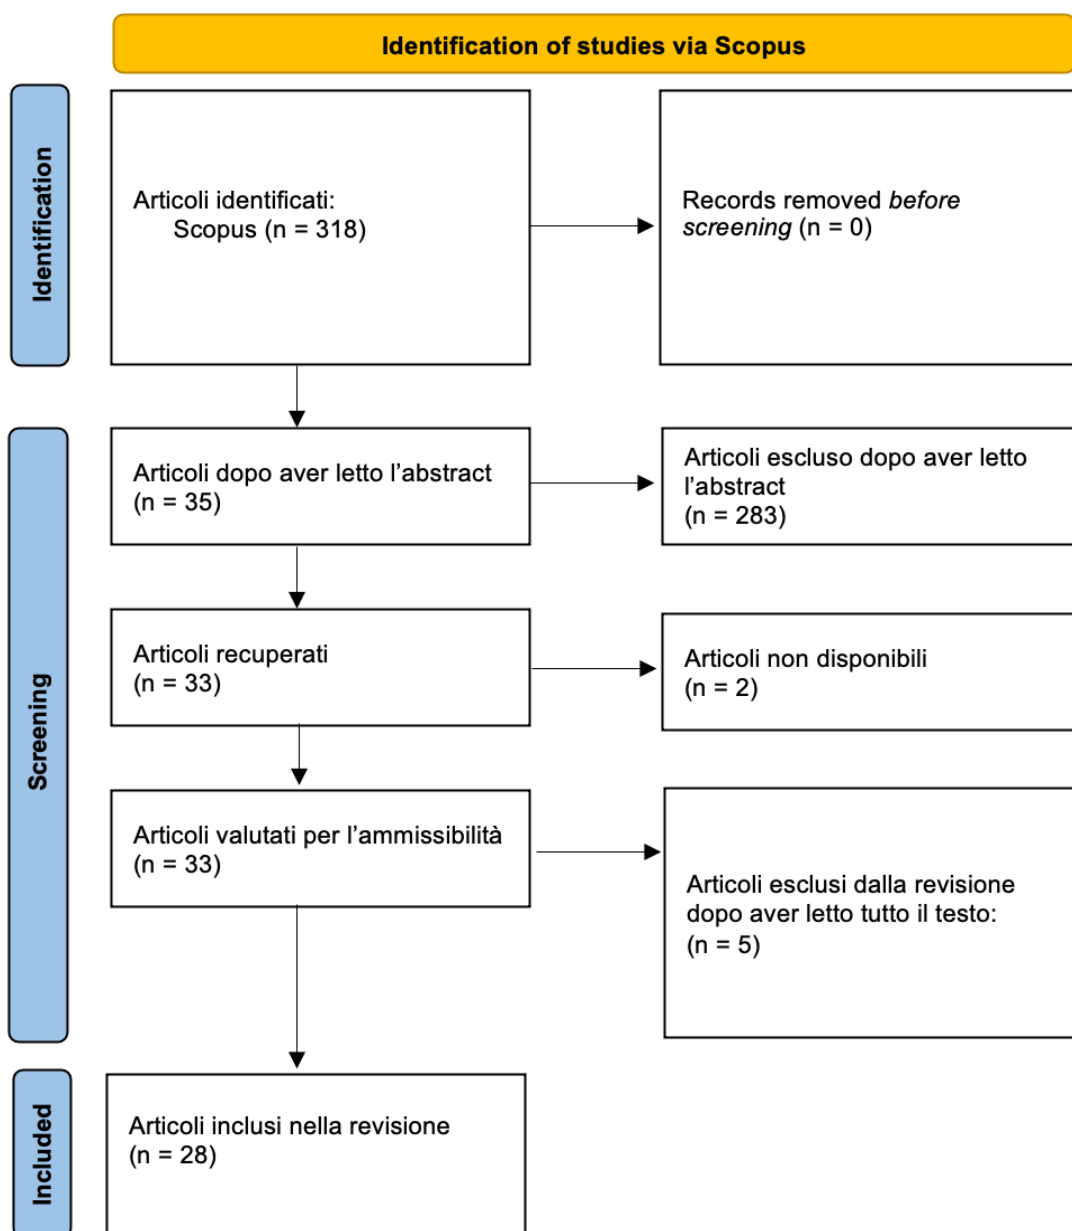 Identification of studies via Scopus
Identification
Articoli identificati:
Scopus (n = 318)
Records removed before
screening (n = 0)
Screening
Articoli dopo aver letto l’abstract
(n = 35)
Articoli escluso dopo aver letto
l’abstract
(n = 283)
Articoli recuperati
(n = 33)
Articoli non disponibili
(n = 2)
Articoli valutati per l’ammissibilità
(n = 33)
Articoli esclusi dalla revisione
dopo aver letto tutto il testo:
(n = 5)
Included
Articoli inclusi nella revisione
(n = 28)